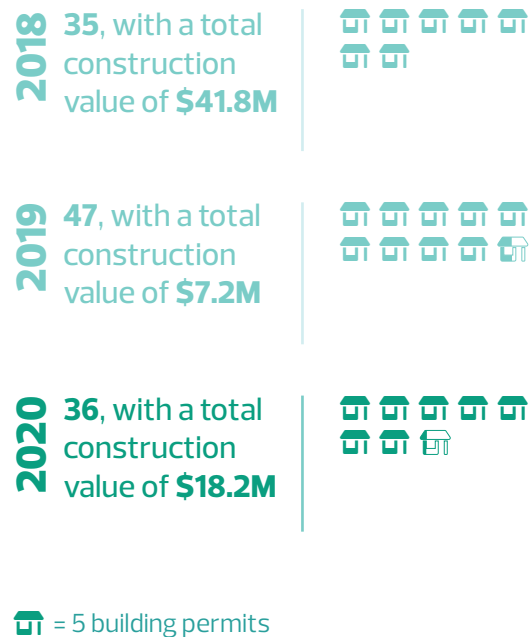 2018
35, with a total
construction
value of $41.8M
2019
47, with a total
construction
value of $7.2M
2020
36, with a total
construction
value of $18.2M
= 5 building permits